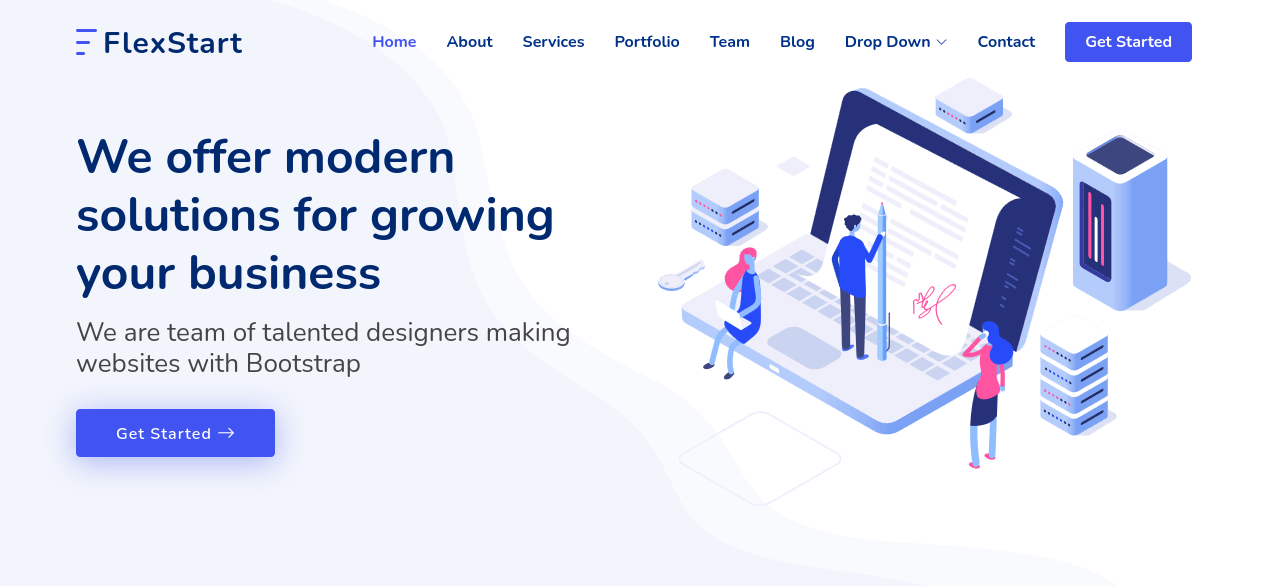 FlexStart
Home About Services Portfolio Team Blog Drop Down Contact Get Started
We offer modern
solutions for growing
your business
We are team of talented designers making
websites with Bootstrap
Get Started →